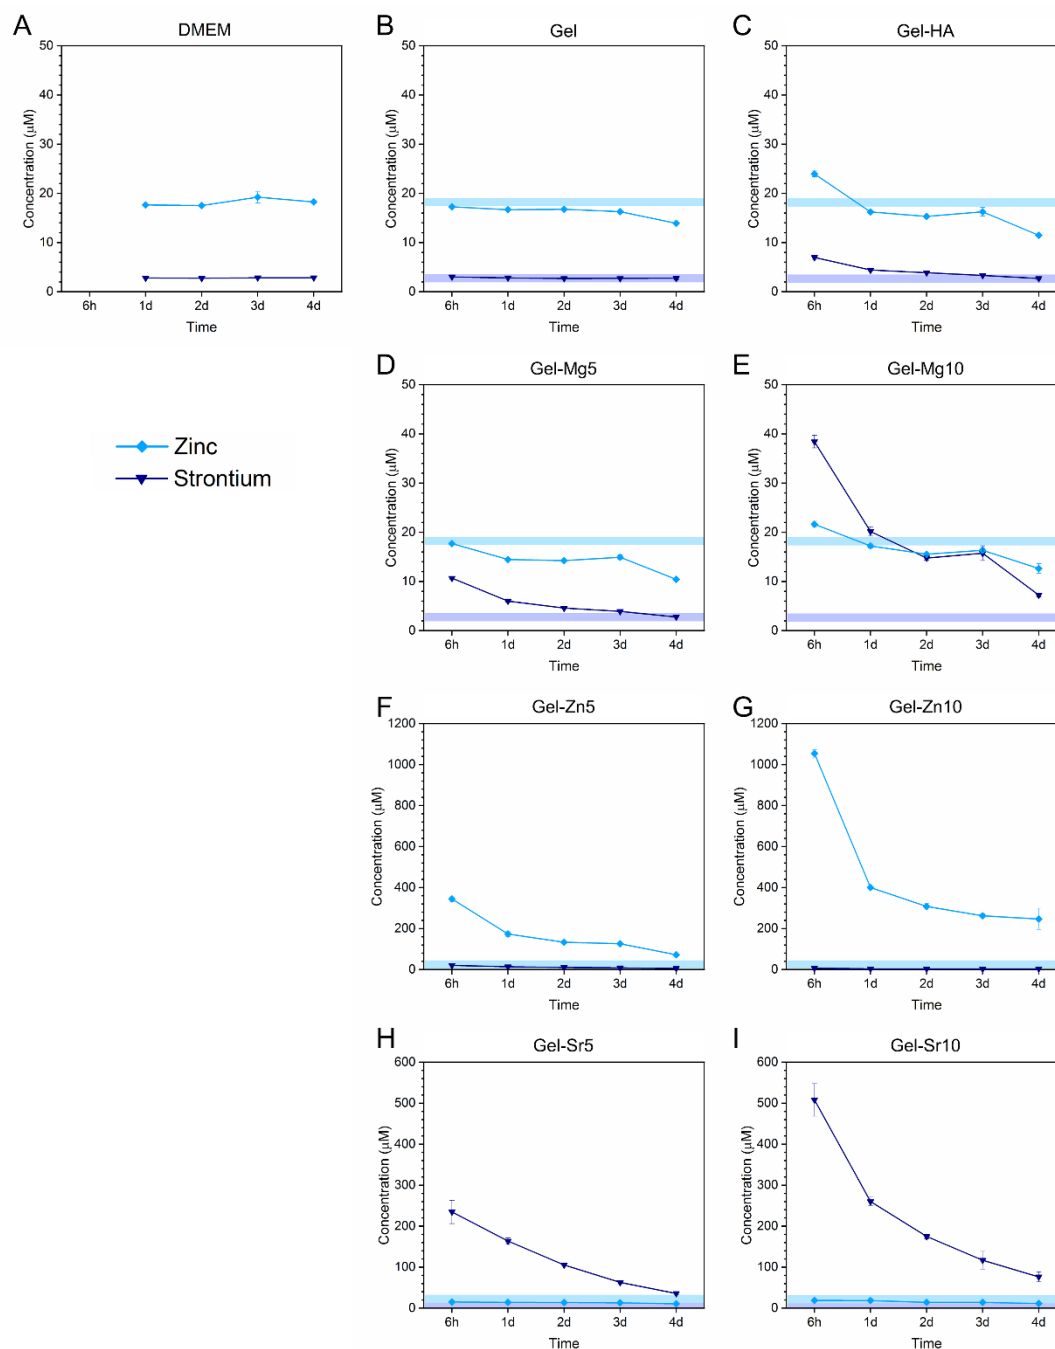 A
DMEM
50
40
30
20
10
0
Concentration (µM)
6h 1d 2d 3d 4d
Time
B
Gel
50
40
30
20
10
0
Concentration (µM)
6h 1d 2d 3d 4d
Time
C
Gel-HA
50
40
30
20
10
0
Concentration (µM)
6h 1d 2d 3d 4d
Time
Zinc
Strontium
D
Gel-Mg5
50
40
30
20
10
0
Concentration (µM)
6h 1d 2d 3d 4d
Time
E
Gel-Mg10
50
40
30
20
10
0
Concentration (µM)
6h 1d 2d 3d 4d
Time
F
Gel-Zn5
1200
1000
800
600
400
200
0
Concentration (µM)
6h 1d 2d 3d 4d
Time
G
Gel-Zn10
1200
1000
800
600
400
200
0
Concentration (µM)
6h 1d 2d 3d 4d
Time
H
Gel-Sr5
600
500
400
300
200
100
0
Concentration (µM)
6h 1d 2d 3d 4d
Time
I
Gel-Sr10
600
500
400
300
200
100
0
Concentration (µM)
6h 1d 2d 3d 4d
Time